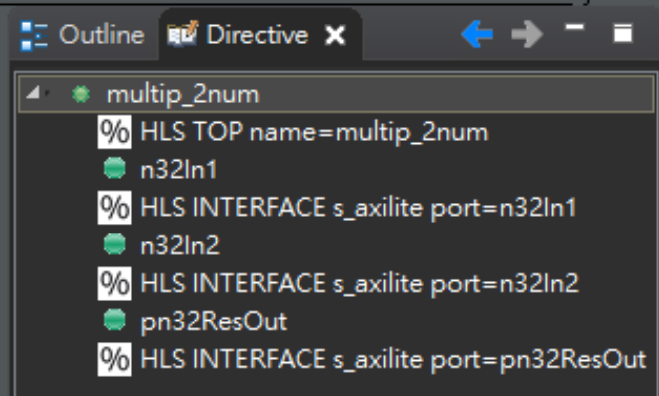 Outline Directive
multip_2num
% HLS TOP name=multip_2num
n32In1
% HLS INTERFACE s_axilite port=n32In1
n32In2
% HLS INTERFACE s_axilite port=n32In2
pn32ResOut
% HLS INTERFACE s_axilite port=pn32ResOut